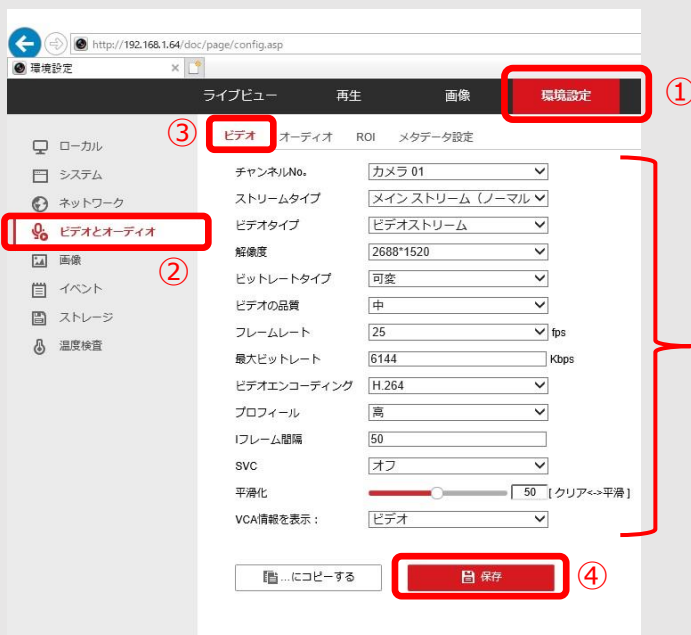 http://192.168.1.64/doc/page/config.asp
環境設定 ×
ライブビュー 再生 画像 環境設定 ①
③ ビデオ オーディオ ROI メタデータ設定
ローカル
システム
ネットワーク
ビデオとオーディオ
②
画像
イベント
ストレージ
温度検査
チャンネルNo。 カメラ 01
ストリームタイプ メイン ストリーム（ノーマル
ビデオタイプ ビデオストリーム
解像度 2688*1520
ビットレートタイプ 可変
ビデオの品質 中
フレームレート 25 fps
最大ビットレート 6144 Kbps
ビデオエンコーディング H.264
プロフィール 高
Iフレーム間隔 50
SVC オフ
平滑化 50 [ クリア<->平滑 ]
VCA情報を表示： ビデオ
...にコピーする 保存 ④